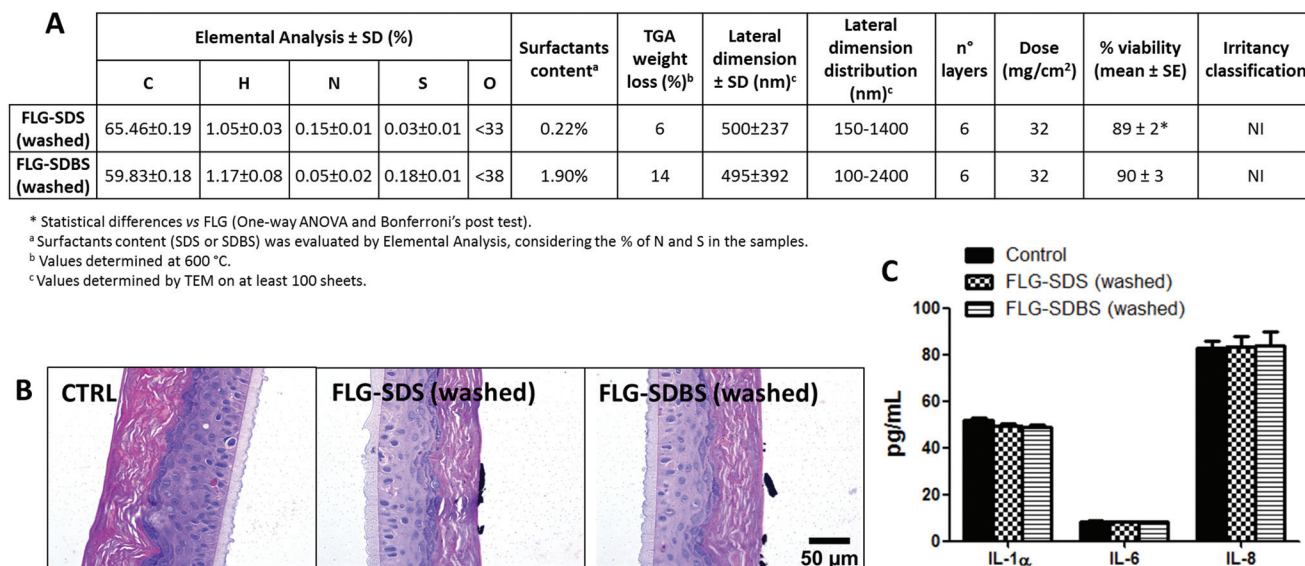 A
Elemental Analysis ± SD (%) Surfactants contentᵃ TGA weight loss (%)ᵇ Lateral dimension ± SD (nm)ᶜ Lateral dimension distribution (nm)ᶜ n° layers Dose (mg/cm²) % viability (mean ± SE) Irritancy classification
C H N S O
FLG-SDS (washed) 65.46±0.19 1.05±0.03 0.15±0.01 0.03±0.01 <33 0.22% 6 500±237 150-1400 6 32 89 ± 2* NI
FLG-SDBS (washed) 59.83±0.18 1.17±0.08 0.05±0.02 0.18±0.01 <38 1.90% 14 495±392 100-2400 6 32 90 ± 3 NI
* Statistical differences vs FLG (One-way ANOVA and Bonferroni's post test).
ᵃ Surfactants content (SDS or SDBS) was evaluated by Elemental Analysis, considering the % of N and S in the samples.
ᵇ Values determined at 600 °C.
ᶜ Values determined by TEM on at least 100 sheets.
B
CTRL
FLG-SDS (washed)
FLG-SDBS (washed)
50 µm
C
Control
FLG-SDS (washed)
FLG-SDBS (washed)
pg/mL
100
80
60
40
20
0
IL-1α IL-6 IL-8